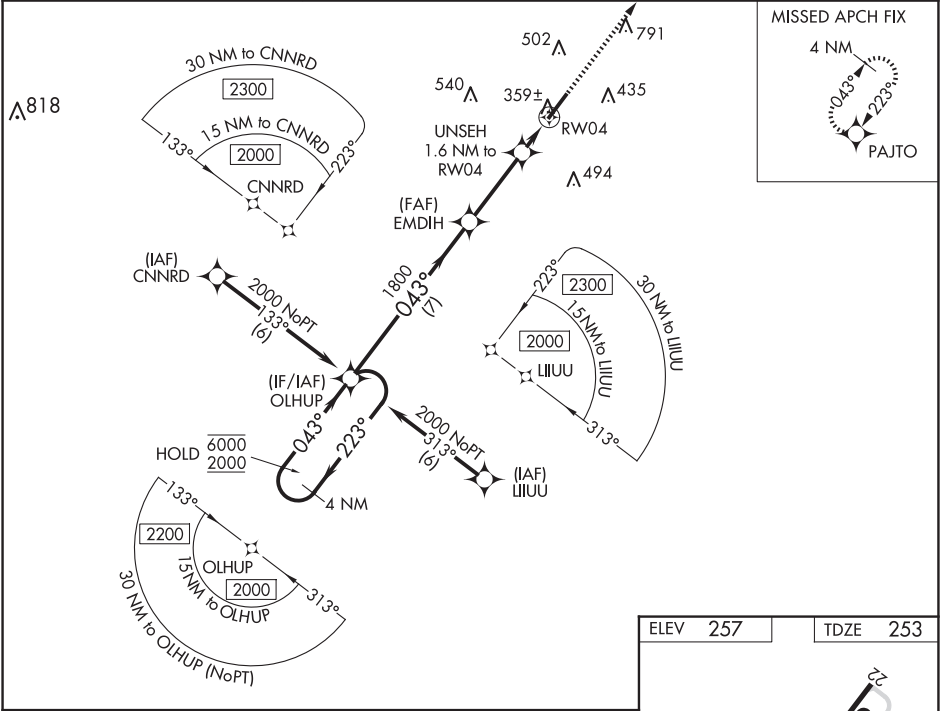 MISSED APCH FIX
4 NM
043°
223°
PAJTO
818
30 NM to CNNRD
2300
15 NM to CNNRD
2000
133°
223°
CNNRD
502
791
540
359±
435
RW04
UNSEH
1.6 NM to
RW04
494
(FAF)
EMDIH
(IAF)
CNNRD
2000 NoPT
133°
(6)
1800
043°
(7)
223°
2300
30 NM to LIIUU
15NM to LIIUU
2000
LIIUU
313°
(IF/IAF)
OLHUP
043°
223°
HOLD
6000
2000
4 NM
2000 NoPT
313°
(6)
(IAF)
LIIUU
133°
2200
OLHUP
2000
15NM to OLHUP
313°
30 NM to OLHUP (NoPT)
ELEV 257
TDZE 253
22